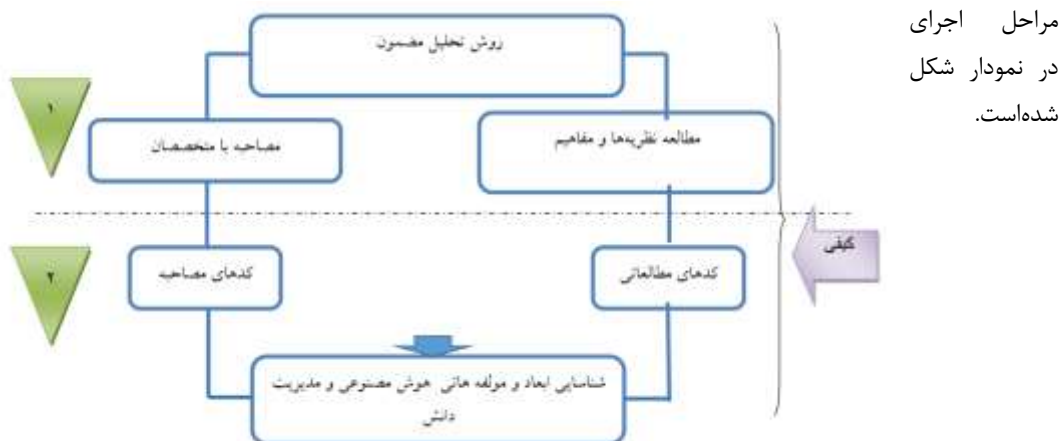 مراحل اجرای
در نمودار شکل
شده‌است.
روش تحلیل مضمون
۱
مطالعه نظریه‌ها و مفاهیم
مصاحبه با متخصصان
کیفی
۲
کدهای مطالعاتی
کدهای مصاحبه
شناسایی ابعاد و مولفه هائی هوش مصنوعی و مدیریت
دانش